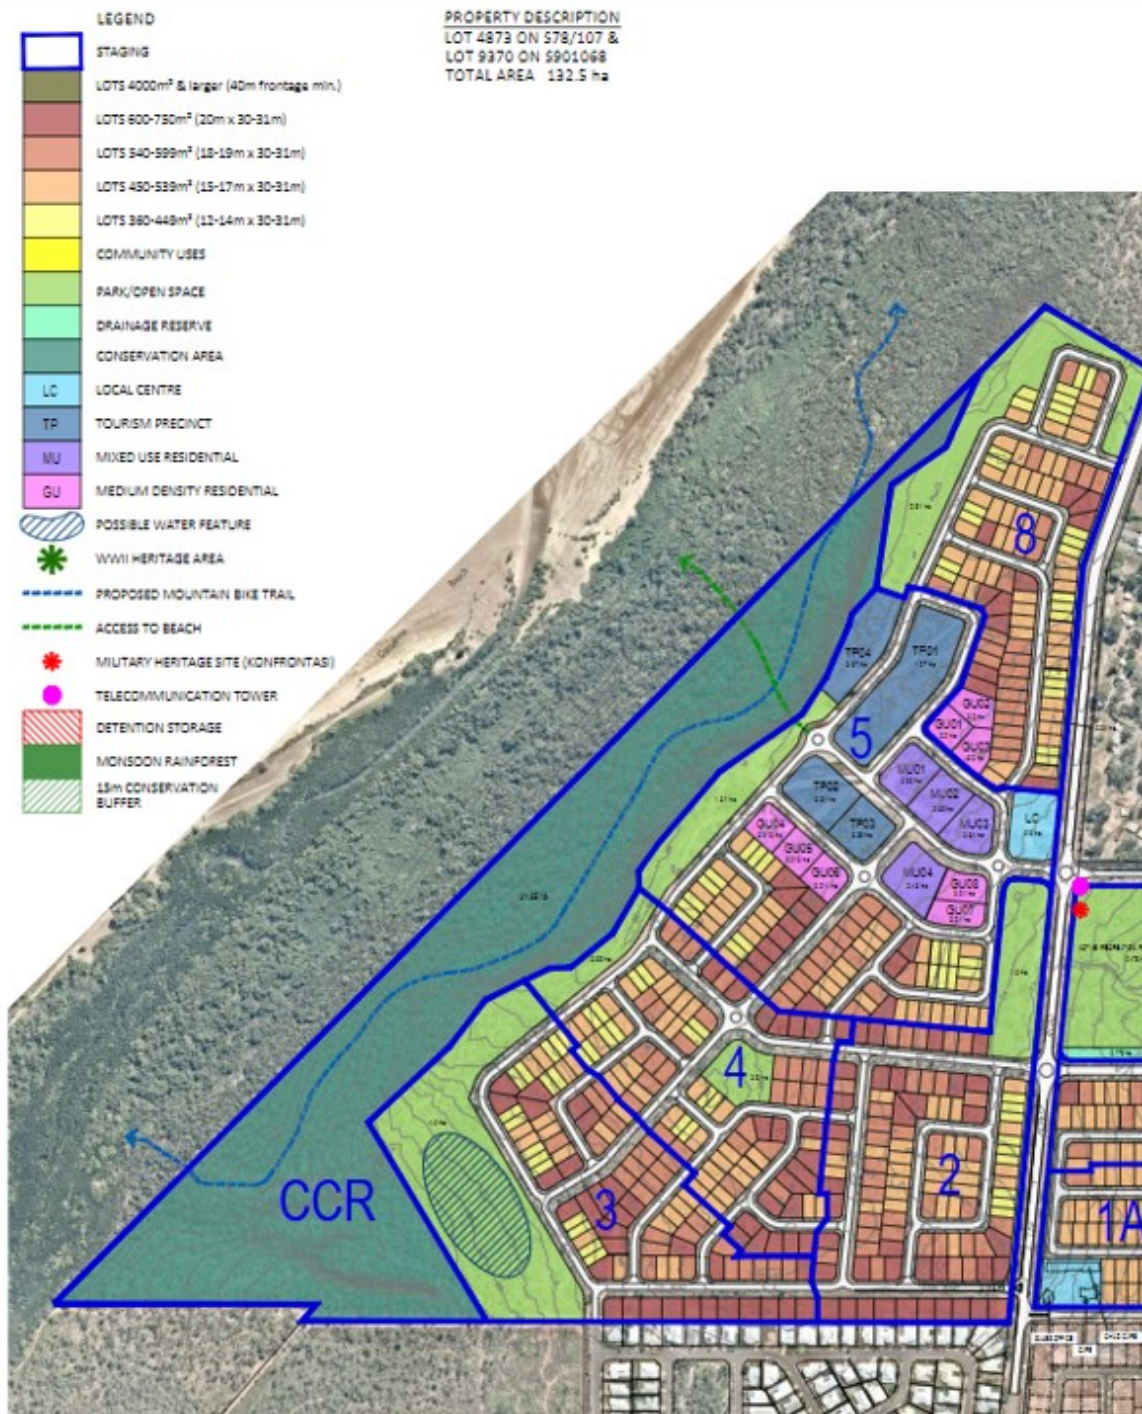 LEGEND
STAGING
LOTS 4000m² & larger (40m frontage min.)
LOTS 600-750m² (20m x 30-31m)
LOTS 540-599m² (18-19m x 30-31m)
LOTS 450-539m² (15-17m x 30-31m)
LOTS 360-449m² (12-14m x 30-31m)
COMMUNITY USES
PARK/OPEN SPACE
DRAINAGE RESERVE
CONSERVATION AREA
LC LOCAL CENTRE
TP TOURISM PRECINCT
MU MIXED USE RESIDENTIAL
GU MEDIUM DENSITY RESIDENTIAL
POSSIBLE WATER FEATURE
WWII HERITAGE AREA
PROPOSED MOUNTAIN BIKE TRAIL
ACCESS TO BEACH
MILITARY HERITAGE SITE (KONFRONTASI)
TELECOMMUNICATION TOWER
DETENTION STORAGE
MONSOON RAINFOREST
15m CONSERVATION
BUFFER
PROPERTY DESCRIPTION
LOT 4873 ON S78/107 &
LOT 9370 ON S901068
TOTAL AREA 132.5 ha
8
TP04
TP01
GU02
GU01
GU03
5
MU01
MU02
MU03
TP02
TP03
LC
GU04
GU05
GU06
MU04
GU08
GU07
Beach
4
2
3
CCR
1A